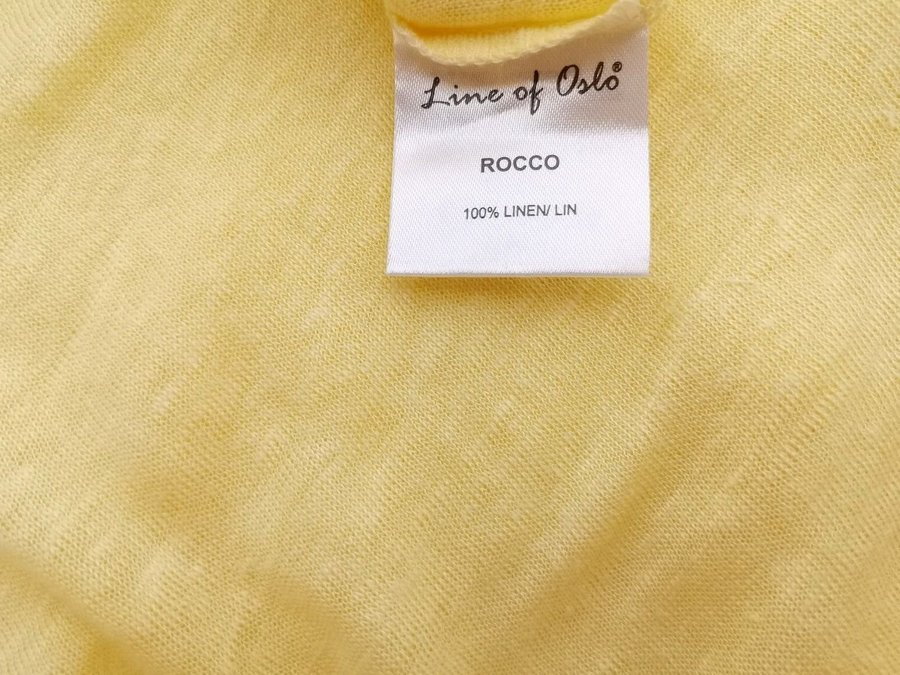 Line of Oslo®
ROCCO
100% LINEN/ LIN